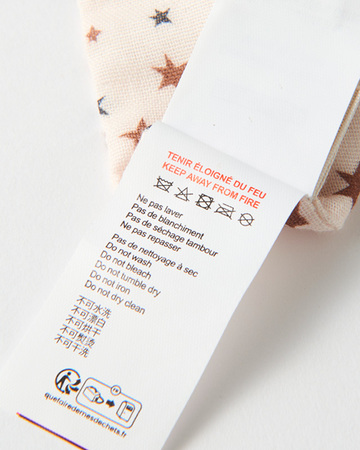 TENIR ÉLOIGNÉ DU FEU
KEEP AWAY FROM FIRE
Ne pas laver
Pas de blanchiment
Pas de séchage tambour
Ne pas repasser
Pas de nettoyage à sec
Do not wash
Do not bleach
Do not tumble dry
Do not iron
Do not dry clean
不可水洗
不可漂白
不可烘干
不可熨烫
不可干洗
FR
quefairedemesdechets.fr